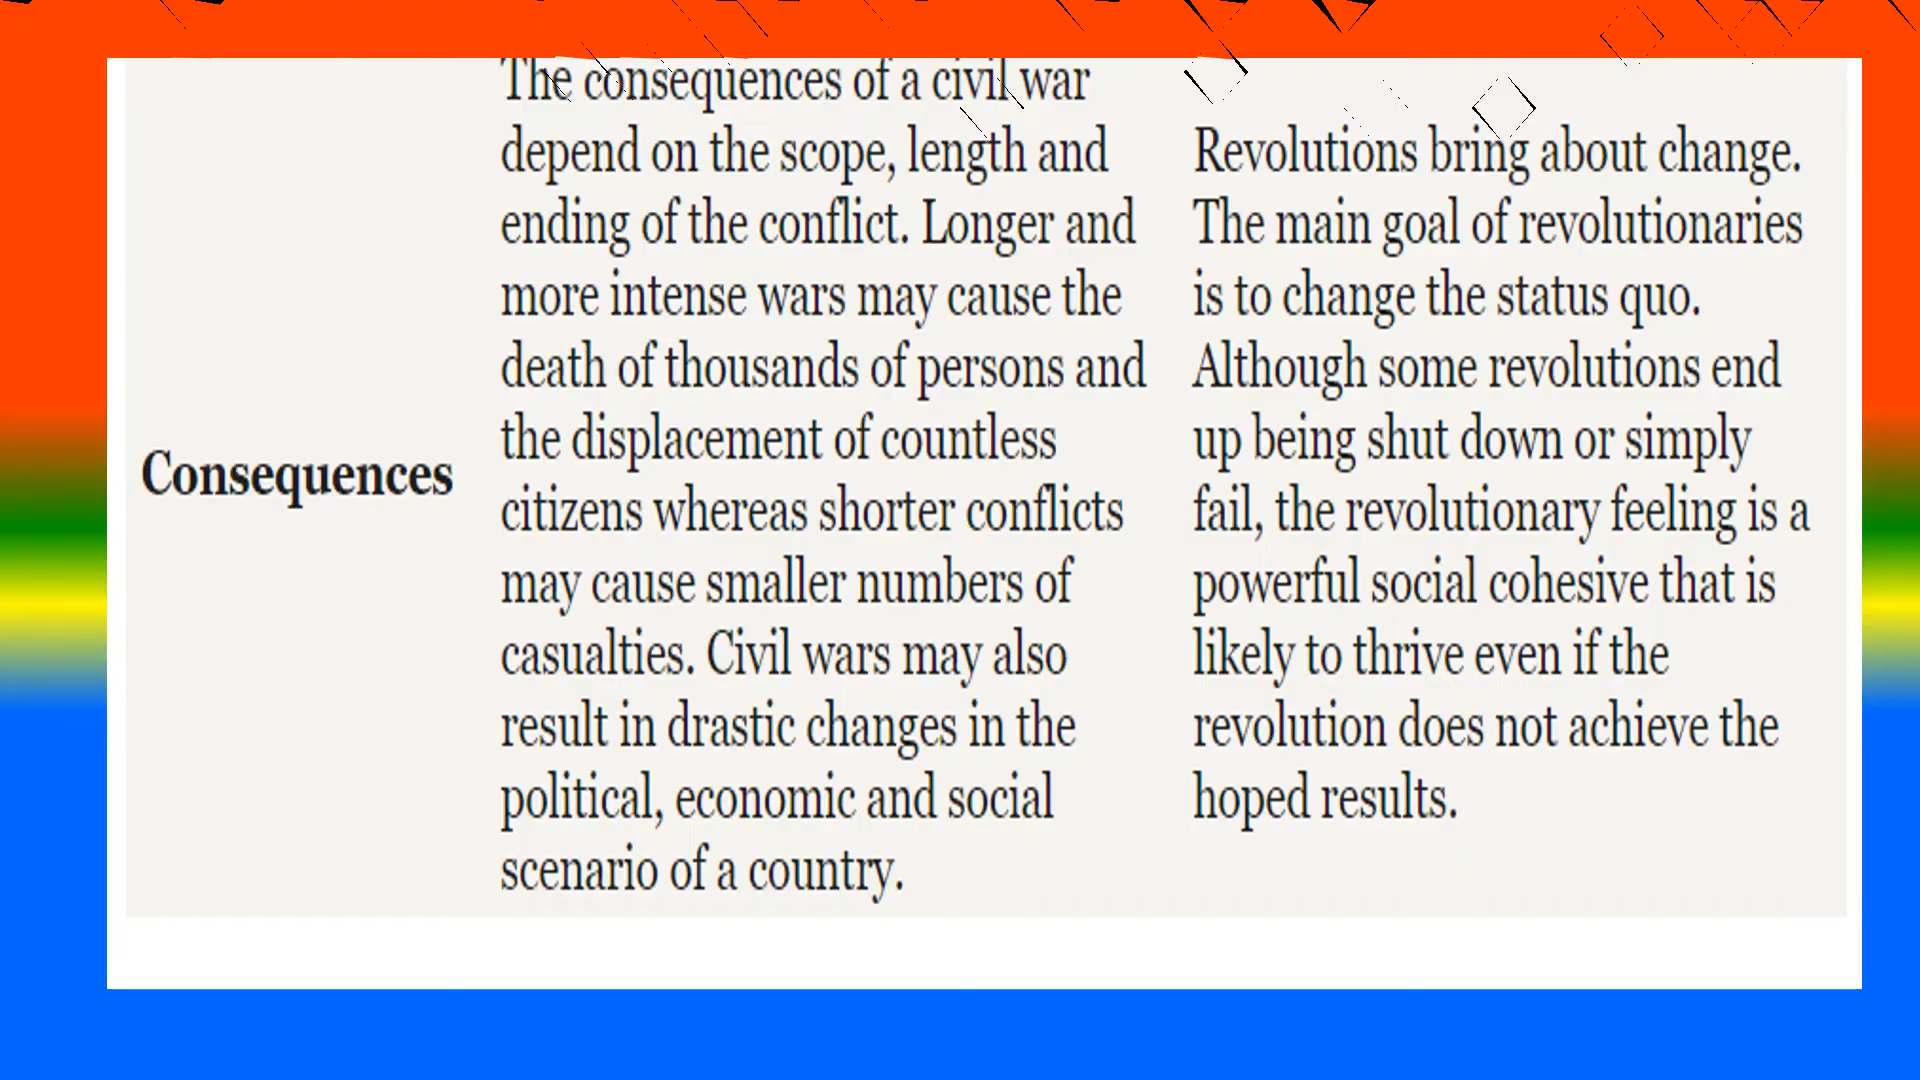 Consequences
The consequences of a civil war
depend on the scope, length and
ending of the conflict. Longer and
more intense wars may cause the
death of thousands of persons and
the displacement of countless
citizens whereas shorter conflicts
may cause smaller numbers of
casualties. Civil wars may also
result in drastic changes in the
political, economic and social
scenario of a country.
Revolutions bring about change.
The main goal of revolutionaries
is to change the status quo.
Although some revolutions end
up being shut down or simply
fail, the revolutionary feeling is a
powerful social cohesive that is
likely to thrive even if the
revolution does not achieve the
hoped results.